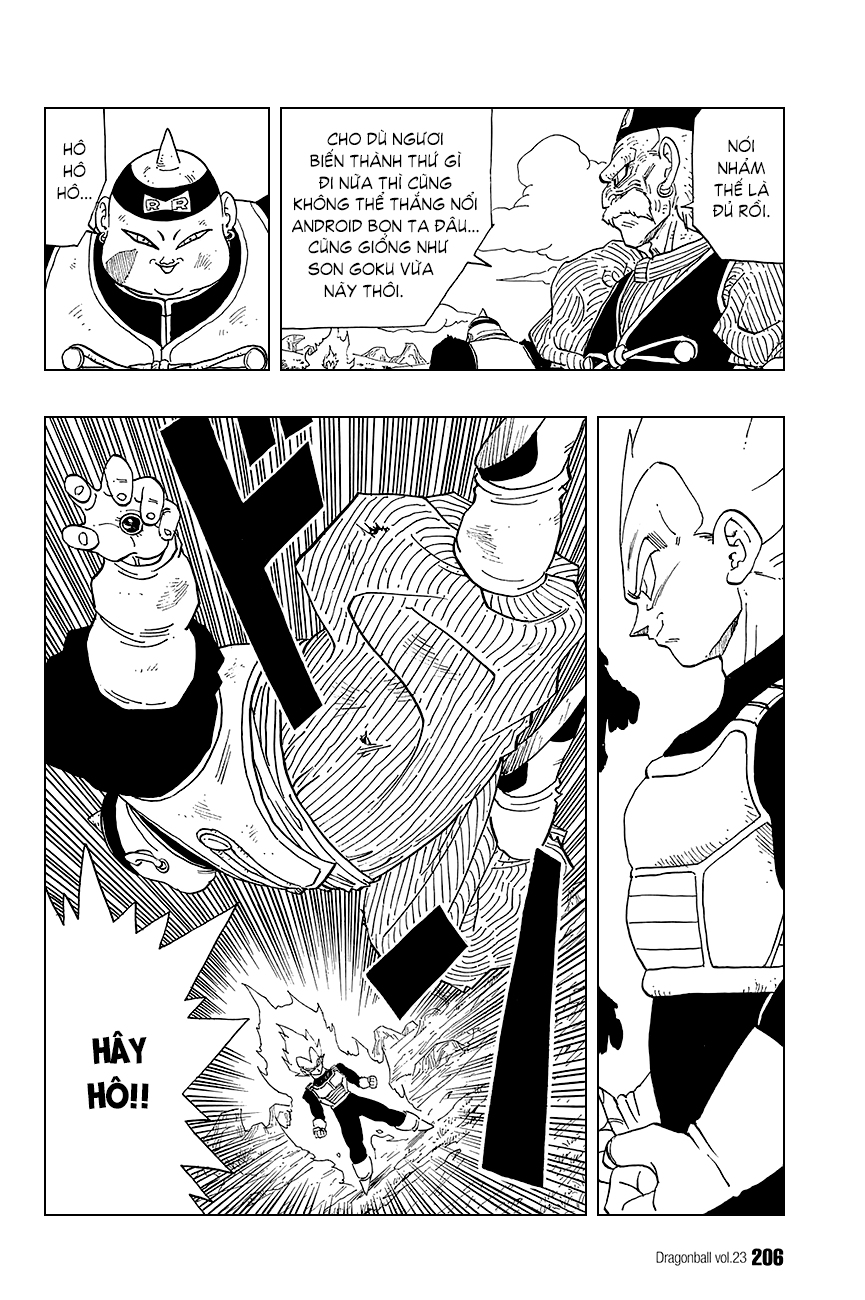 NÓI
NHẢM
THẾ LÀ
ĐỦ RỒI.
CHO DÙ NGƯƠI
BIẾN THÀNH THỨ GÌ
ĐI NỮA THÌ CŨNG
KHÔNG THỂ THẮNG NỔI
ANDROID BỌN TA ĐÂU...
CŨNG GIỐNG NHƯ
SON GOKU VỪA
NÃY THÔI.
HÔ
HÔ
HÔ...
RR
ド
ド
HÂY
HÔ!!
Dragonball vol.23 206